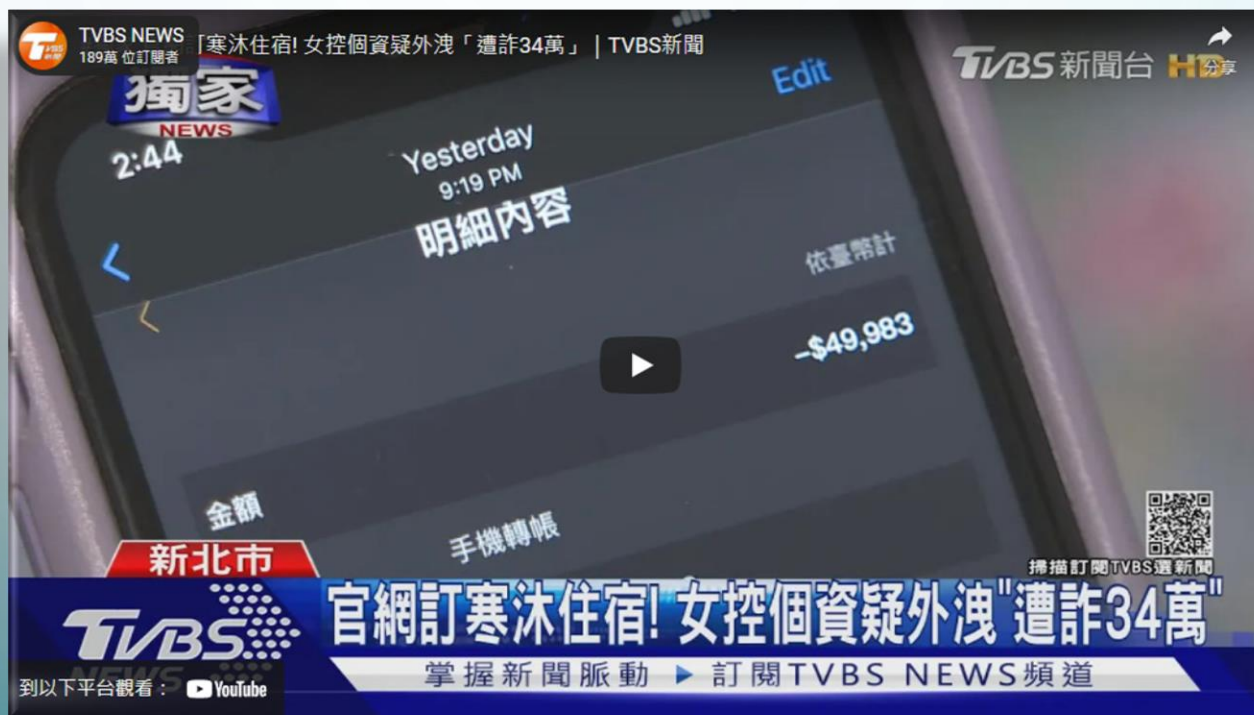 TVBS NEWS
189萬 位訂閱者
訂寒沐住宿! 女控個資疑外洩「遭詐34萬」｜TVBS新聞
分享
TVBS新聞台 HD
獨家
NEWS
2:44
Yesterday
9:19 PM
Edit
明細內容
依臺幣計
-$49,983
金額
手機轉帳
新北市
掃描訂閱TVBS選新聞
TVBS
NEWS
官網訂寒沐住宿! 女控個資疑外洩"遭詐34萬"
掌握新聞脈動 ▶ 訂閱TVBS NEWS頻道
到以下平台觀看：
YouTube